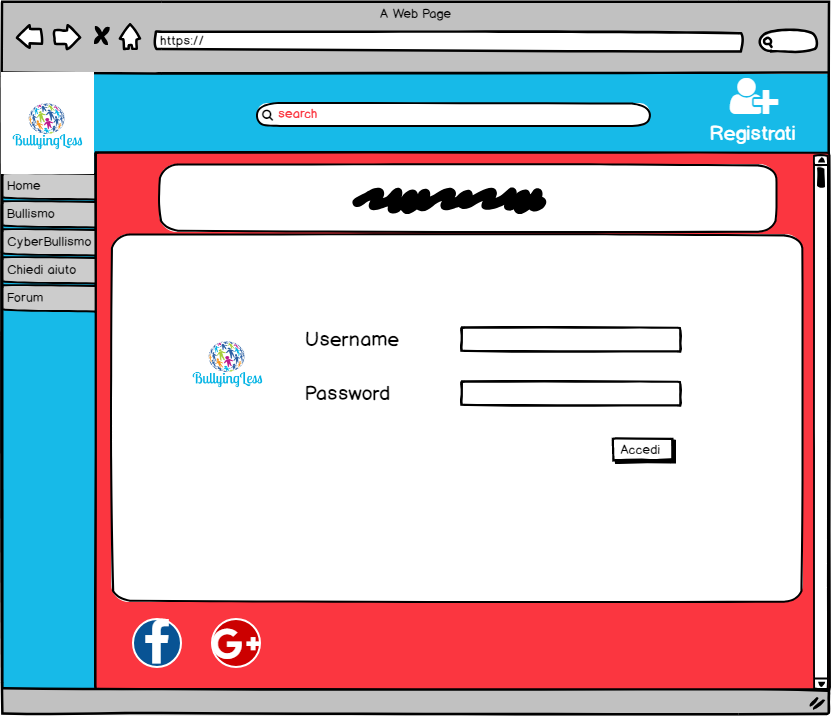 A Web Page
https://
search
Registrati
BullyingLess
Home
Bullismo
CyberBullismo
Chiedi aiuto
Forum
Username
BullyingLess
Password
Accedi
f
G+